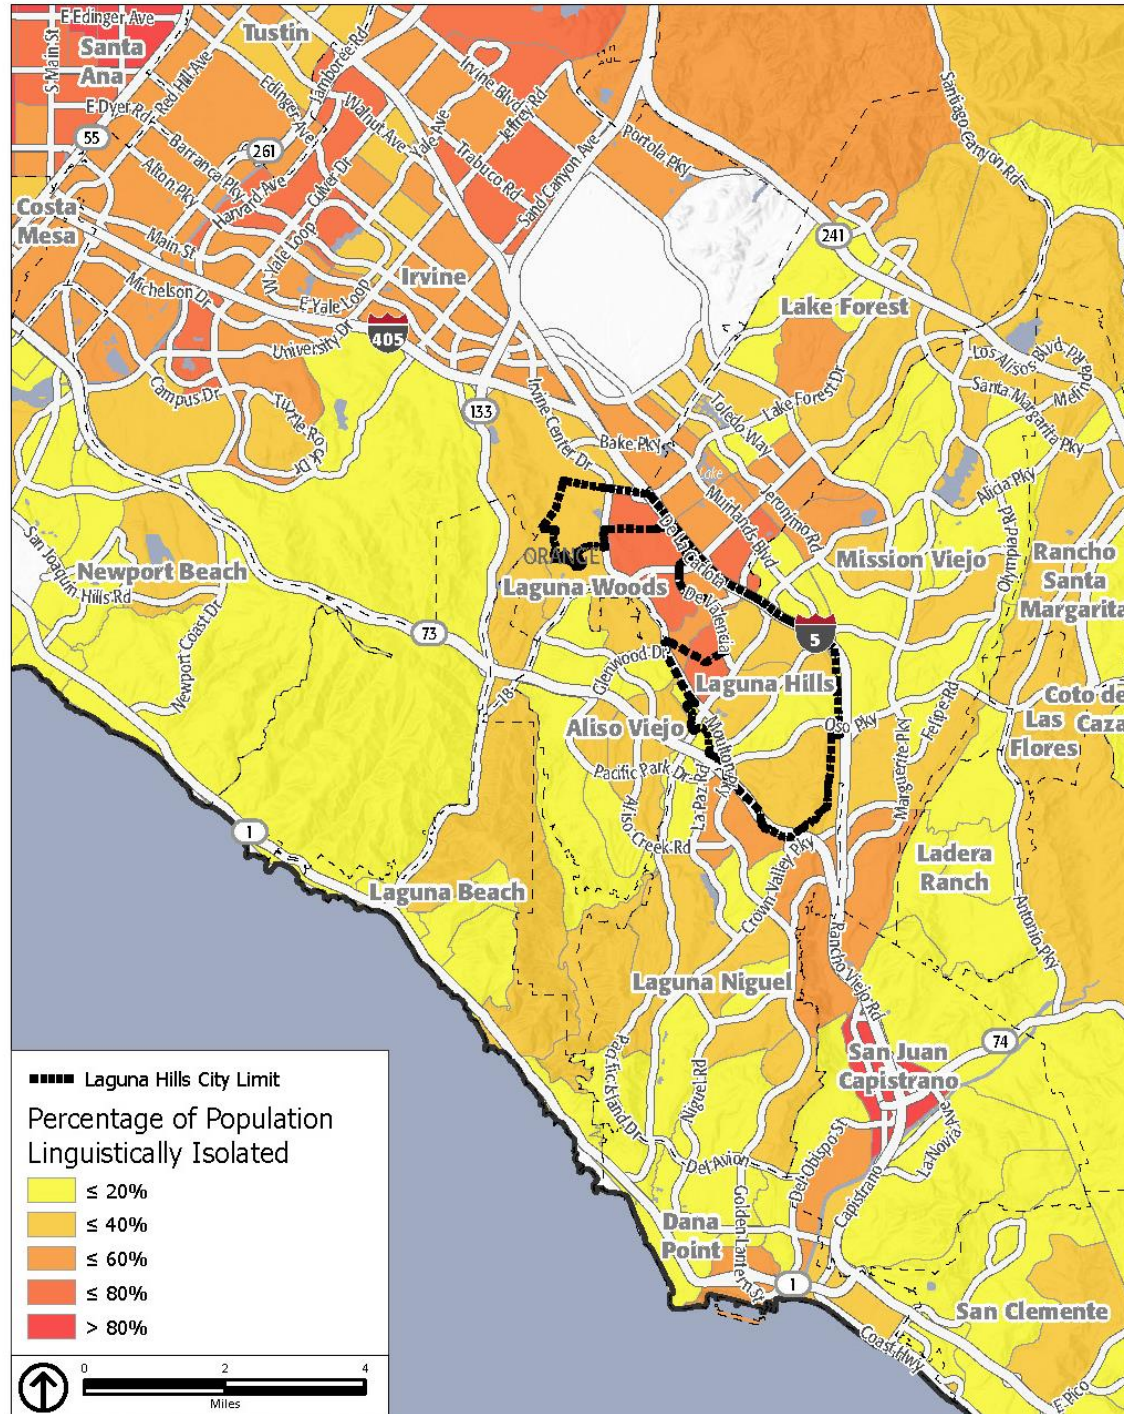 E Edinger Ave
Tustin
Santa
Ana
S Main St
Red Hill Ave
Jamboree Rd
Edinger Ave
Irvine Blvd
Jeffrey Rd
E Dyer Rd
Walnut Ave
Yale Ave
Santiago Canyon Rd
55
261
Barranca Pky
Alton Pky
Harvard Ave
Culver Dr
Trabuco Rd
Sand Canyon Ave
Portola Pky
Costa
Mesa
Main St
W Yale Loop
241
Michelson Dr
E Yale Loop
Irvine
Lake Forest
405
University Dr
Los Alisos Blvd
Melinda Rd
Santa Margarita Pky
Campus Dr
Turtle Rock Dr
133
Irvine Center Dr
Toledo Way
Lake Forest Dr
Bake Pky
Lake
Alicia Pky
Muirlands Blvd
Jeronimo Rd
Olympiad Rd
San Joaquin Hills Rd
Newport Beach
ORANGE
Laguna Woods
De La Carlota
De Valencia
Mission Viejo
Rancho
Santa
Margarita
Newport Coast Dr
73
5
Glenwood Dr
Laguna Hills
18
Aliso Viejo
Moulton Pky
Oso Pky
Felipe Rd
Marguerite Pky
Coto de
Caza
Las
Flores
Pacific Park Dr
La Paz Rd
Aliso Creek Rd
1
Crown Valley Pky
Ladera
Ranch
Laguna Beach
Antonio Pky
Laguna Niguel
Rancho Viejo Rd
Pacific Island Dr
Niguel Rd
74
San Juan
Capistrano
Del Obispo St
La Novia Ave
Del Avion
Capistrano
Golden Lantern St
Dana
Point
1
San Clemente
Coast Hwy
E Pico
Laguna Hills City Limit
Percentage of Population
Linguistically Isolated
≤ 20%
≤ 40%
≤ 60%
≤ 80%
> 80%
0 2 4
Miles